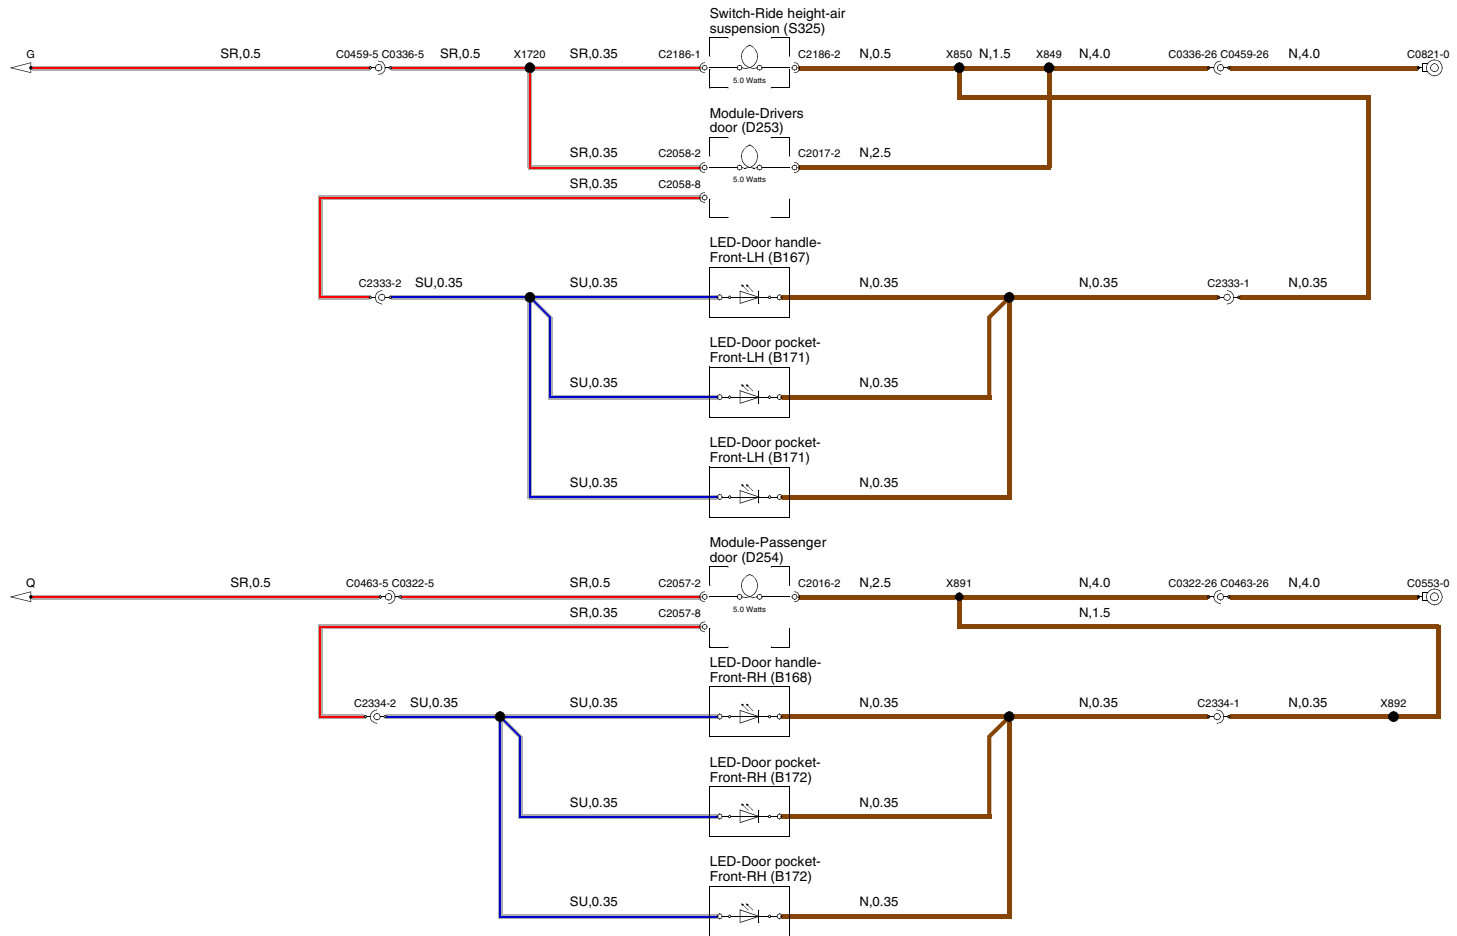 Switch-Ride height-air
suspension (S325)
G
SR,0.5
C0459-5 C0336-5
SR,0.5
X1720
SR,0.35
C2186-1
5.0 Watts
C2186-2
N,0.5
X850
N,1.5
X849
N,4.0
C0336-26 C0459-26
N,4.0
C0821-0
Module-Drivers
door (D253)
SR,0.35
C2058-2
5.0 Watts
C2017-2
N,2.5
SR,0.35
C2058-8
LED-Door handle-
Front-LH (B167)
C2333-2
SU,0.35
SU,0.35
N,0.35
N,0.35
C2333-1
N,0.35
LED-Door pocket-
Front-LH (B171)
SU,0.35
N,0.35
LED-Door pocket-
Front-LH (B171)
SU,0.35
N,0.35
Module-Passenger
door (D254)
Q
SR,0.5
C0463-5 C0322-5
SR,0.5
C2057-2
5.0 Watts
C2016-2
N,2.5
X891
N,4.0
C0322-26 C0463-26
N,4.0
C0553-0
SR,0.35
C2057-8
N,1.5
LED-Door handle-
Front-RH (B168)
C2334-2
SU,0.35
SU,0.35
N,0.35
N,0.35
C2334-1
N,0.35
X892
LED-Door pocket-
Front-RH (B172)
SU,0.35
N,0.35
LED-Door pocket-
Front-RH (B172)
SU,0.35
N,0.35